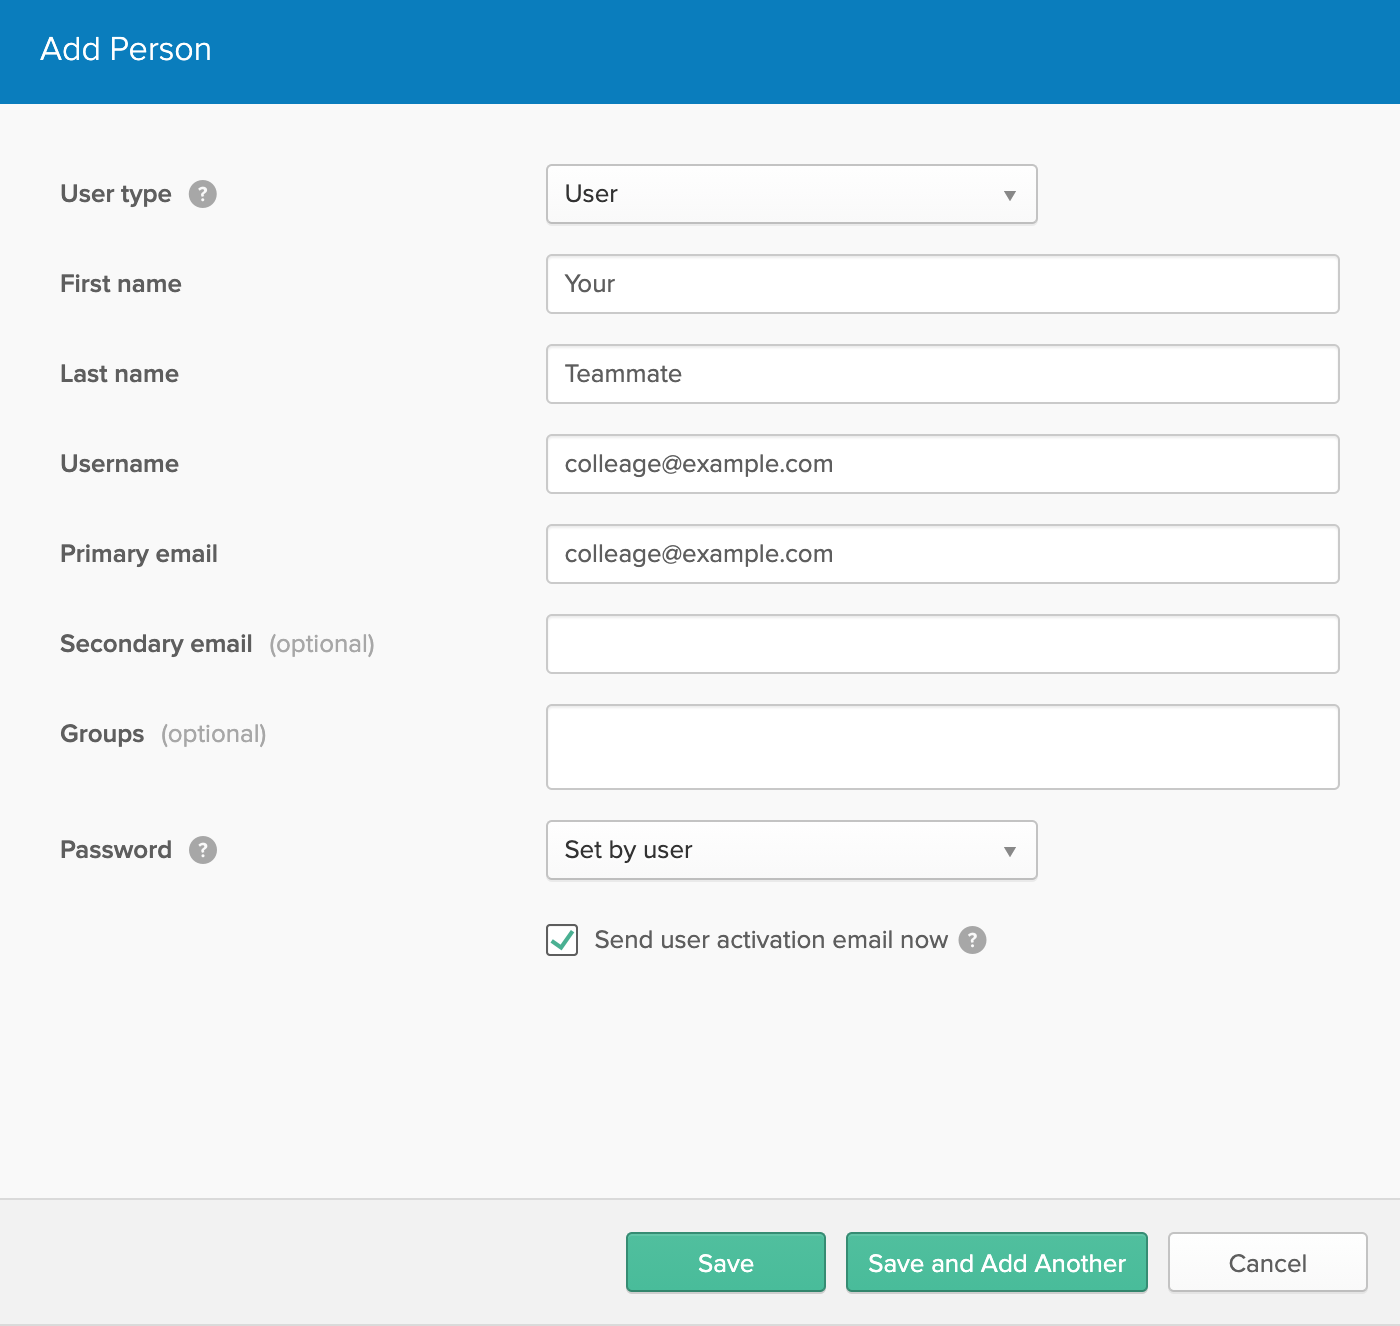 Add Person
User type ?
User
First name
Your
Last name
Teammate
Username
colleage@example.com
Primary email
colleage@example.com
Secondary email (optional)
Groups (optional)
Password ?
Set by user
Send user activation email now ?
Save
Save and Add Another
Cancel